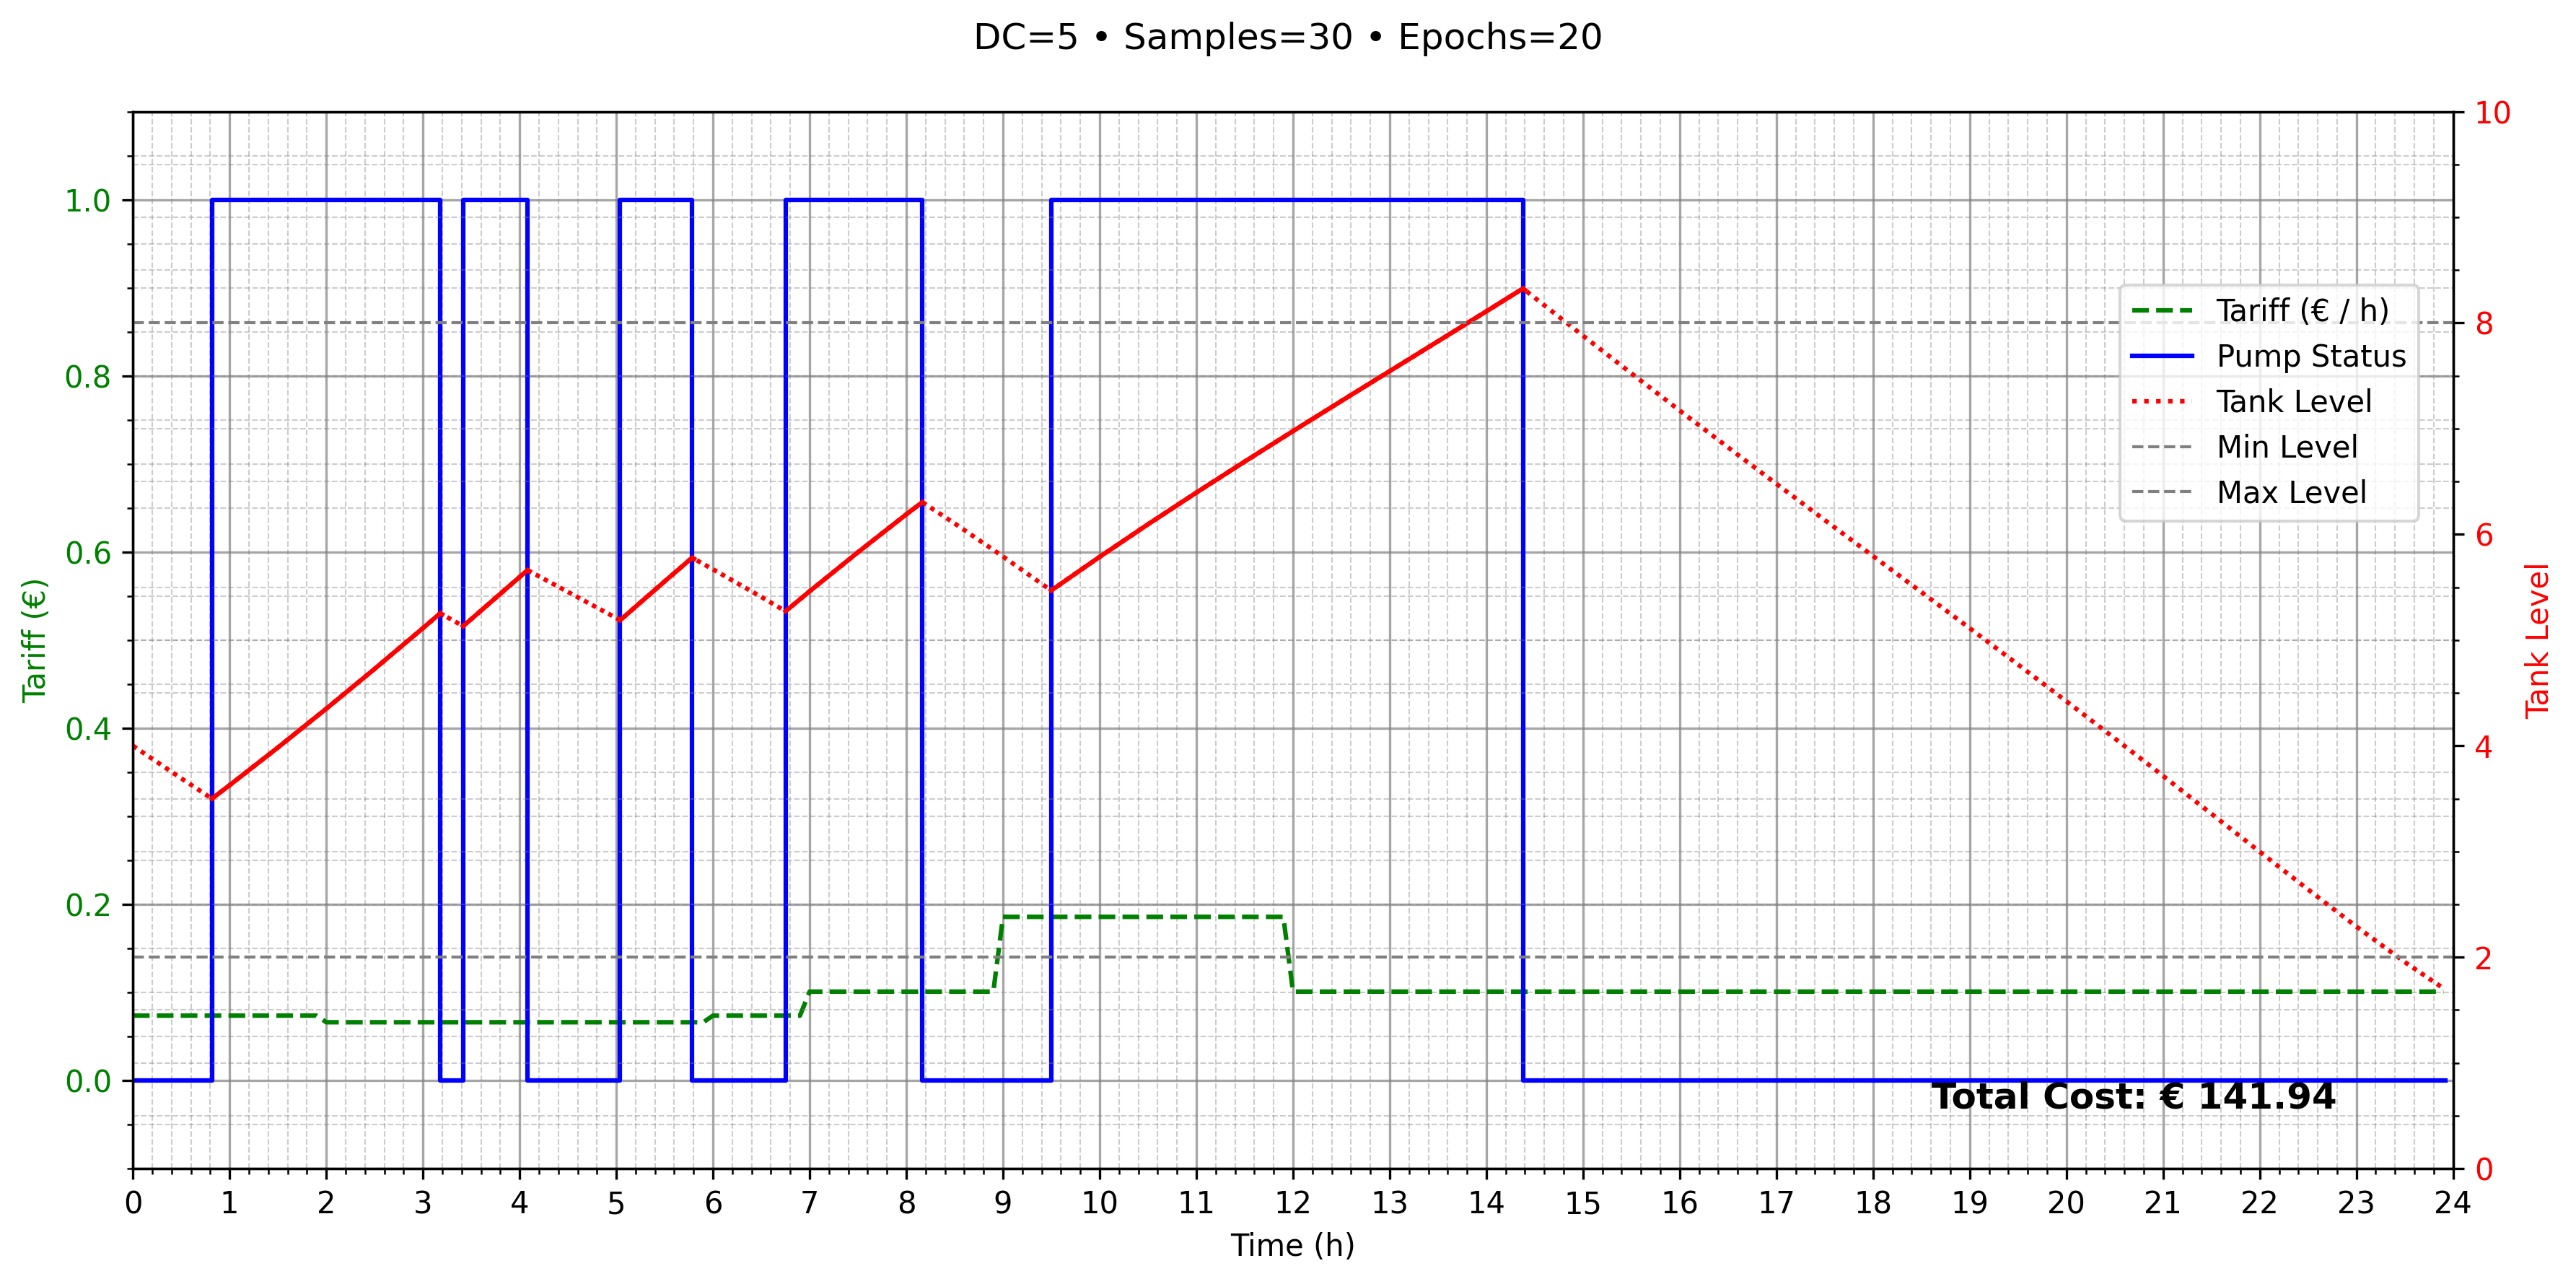 DC=5 • Samples=30 • Epochs=20
Tariff (€)
1.0
0.8
0.6
0.4
0.2
0.0
10
8
6
4
2
0
Tank Level
Tariff (€ / h)
Pump Status
Tank Level
Min Level
Max Level
Total Cost: € 141.94
0 1 2 3 4 5 6 7 8 9 10 11 12 13 14 15 16 17 18 19 20 21 22 23 24
Time (h)